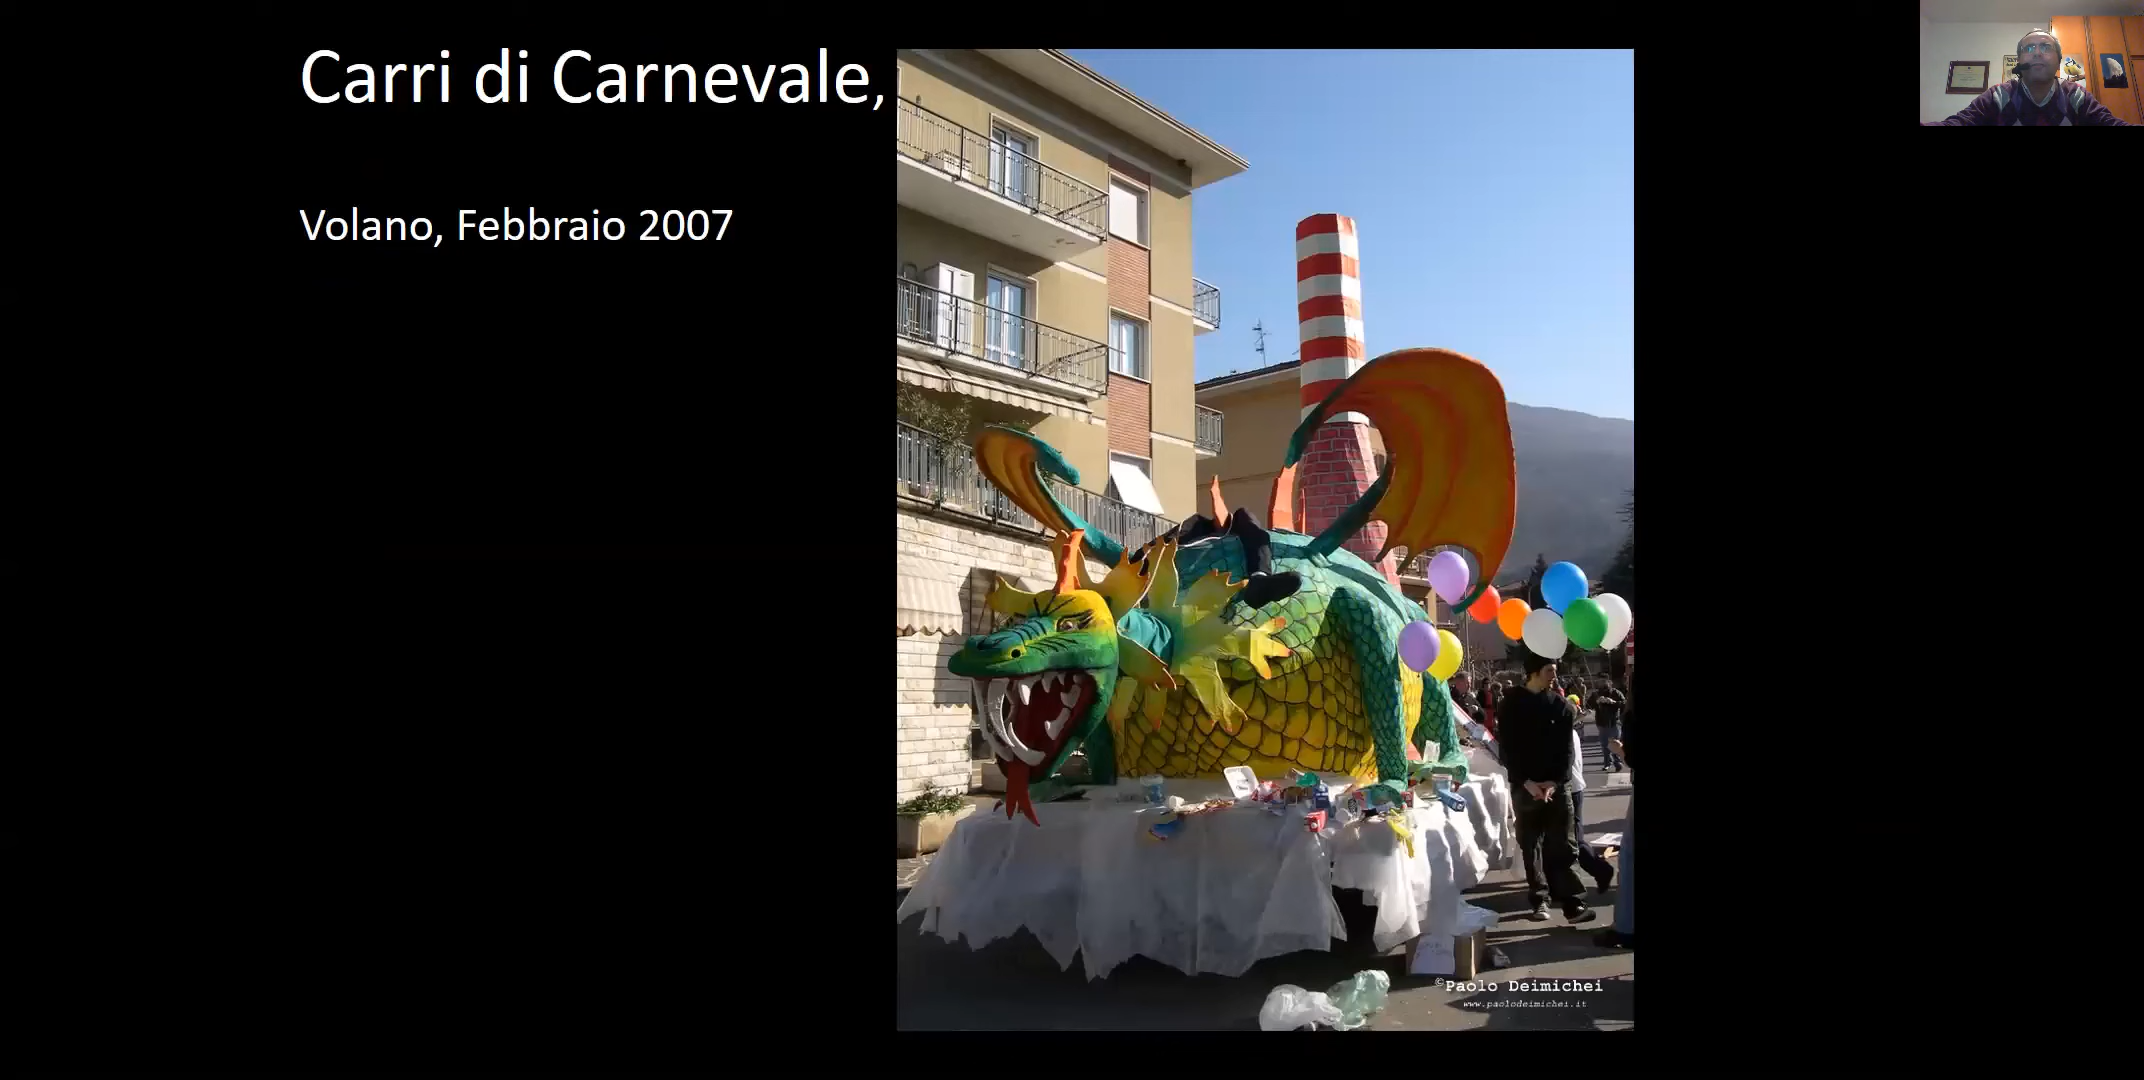 Carri di Carnevale,
Volano, Febbraio 2007
©Paolo Deimichei
www.paolodeimichei.it